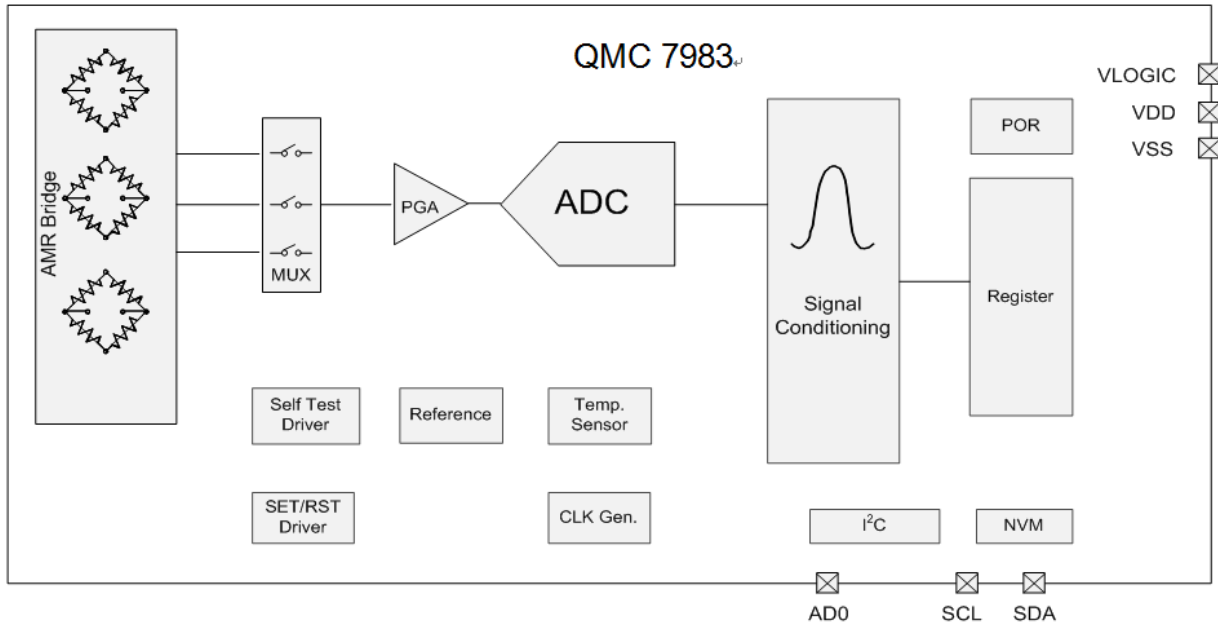 QMC 7983
VLOGIC
VDD
VSS
AMR Bridge
MUX
PGA
ADC
Signal
Conditioning
POR
Register
Self Test
Driver
Reference
Temp.
Sensor
SET/RST
Driver
CLK Gen.
I²C
NVM
AD0
SCL
SDA